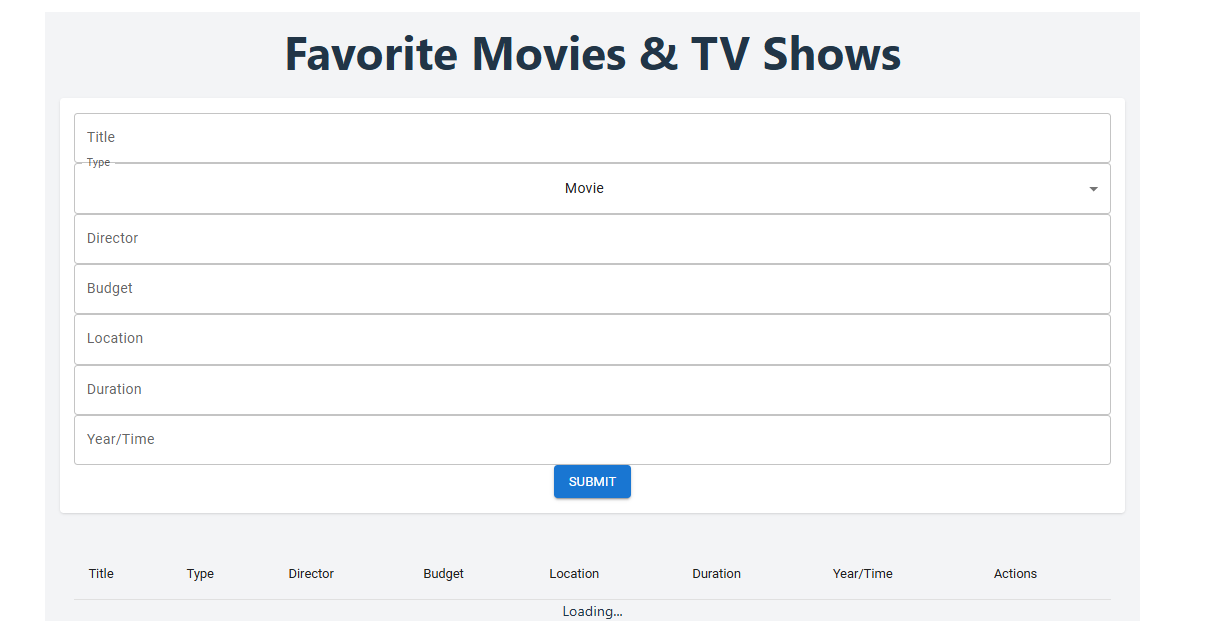 Favorite Movies & TV Shows
Title
Type
Movie
Director
Budget
Location
Duration
Year/Time
SUBMIT
Title Type Director Budget Location Duration Year/Time Actions
Loading...